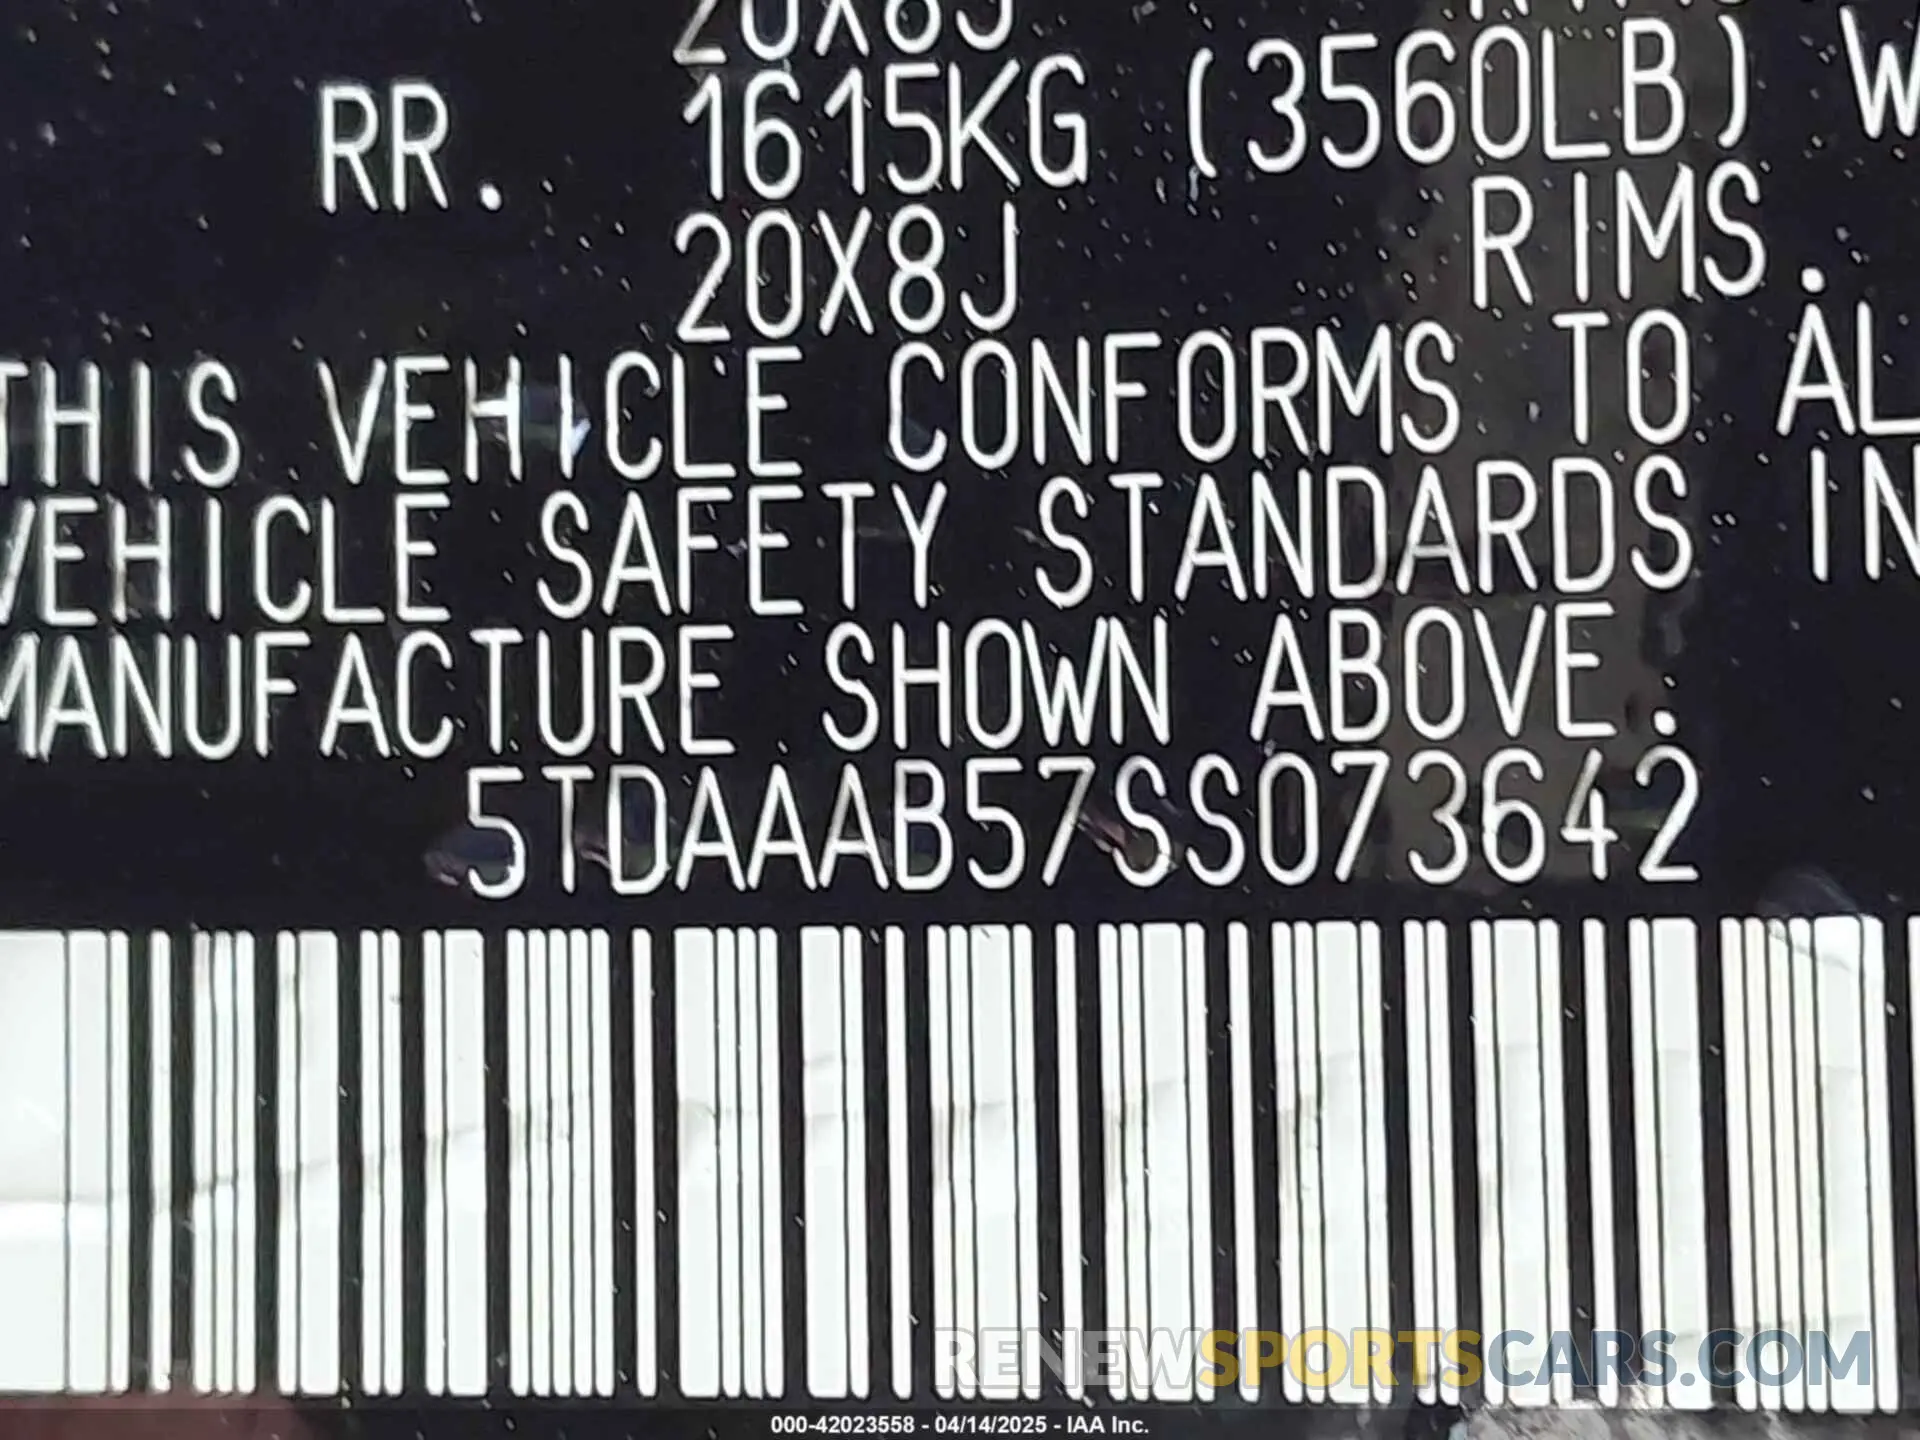 20X8J
RR. 1615KG (3560LB) W
20X8J RIMS.
THIS VEHICLE CONFORMS TO AL
VEHICLE SAFETY STANDARDS IN
MANUFACTURE SHOWN ABOVE.
5TDAAAB57SS073642
RENEWSPORTSCARS.COM
000-42023558 - 04/14/2025 - IAA Inc.